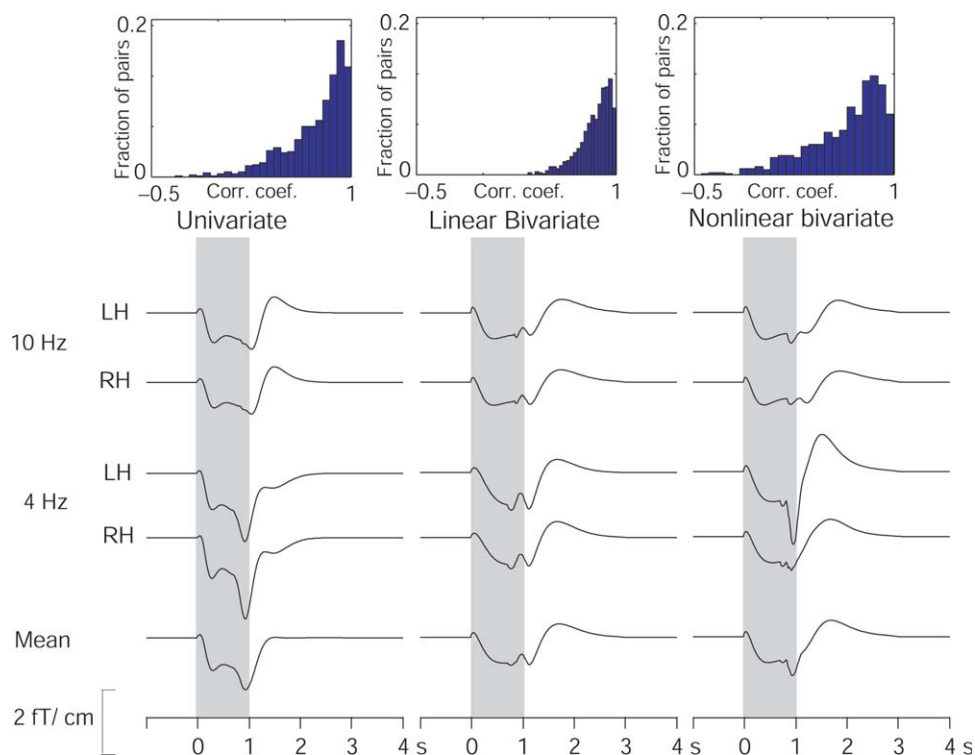 0.2 0.2 0.2
Fraction of pairs Fraction of pairs Fraction of pairs
0 0 0
−0.5 Corr. coef. 1 −0.5 Corr. coef. 1 −0.5 Corr. coef. 1
Univariate Linear Bivariate Nonlinear bivariate
LH
10 Hz
RH
LH
4 Hz
RH
Mean
2 fT/ cm
0 1 2 3 4 s 0 1 2 3 4 s 0 1 2 3 4 s